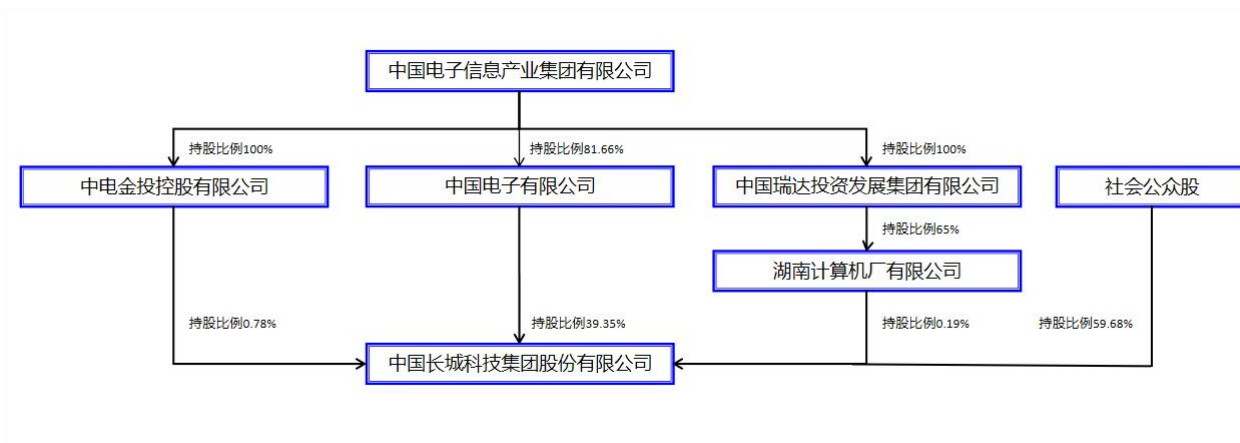 中国电子信息产业集团有限公司
持股比例100%
持股比例81.66%
持股比例100%
中电金投控股有限公司
中国电子有限公司
中国瑞达投资发展集团有限公司
社会公众股
持股比例65%
湖南计算机厂有限公司
持股比例0.78%
持股比例39.35%
持股比例0.19%
持股比例59.68%
中国长城科技集团股份有限公司